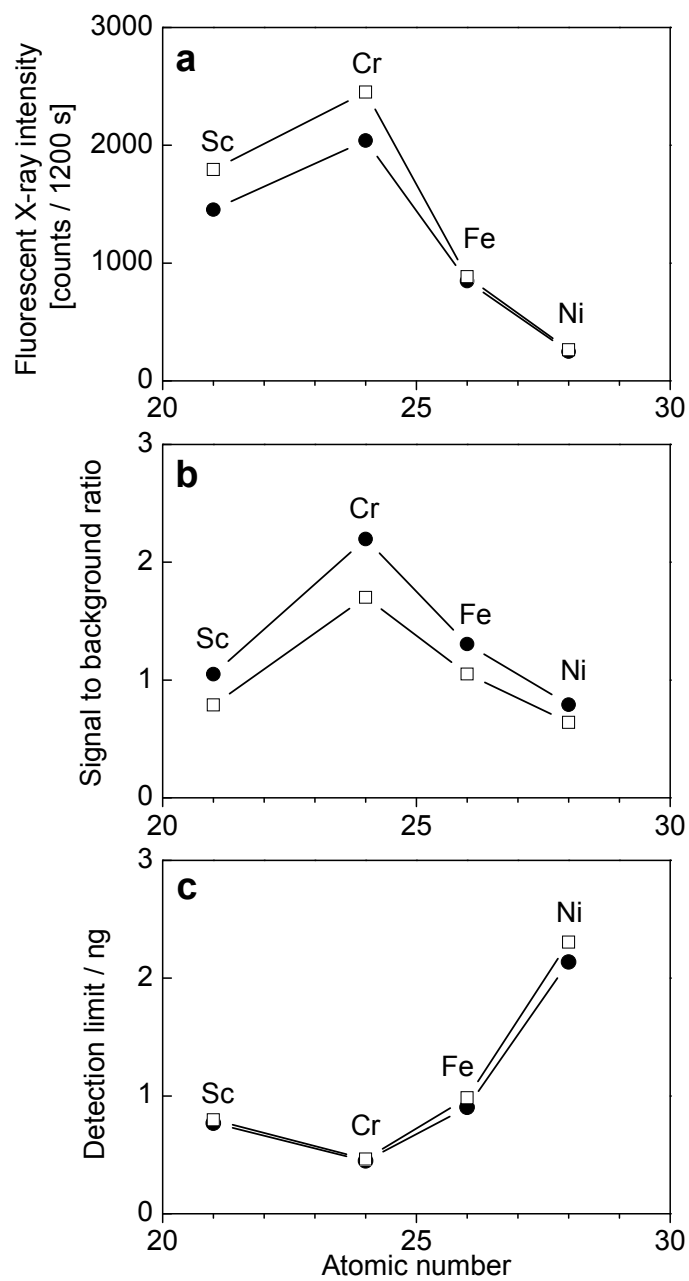 a
3000
2000
1000
0
Fluorescent X-ray intensity
[counts / 1200 s]
Sc
Cr
Fe
Ni
20
25
30
b
3
2
1
0
Signal to background ratio
Sc
Cr
Fe
Ni
20
25
30
c
3
2
1
0
Detection limit / ng
Sc
Cr
Fe
Ni
20
25
30
Atomic number